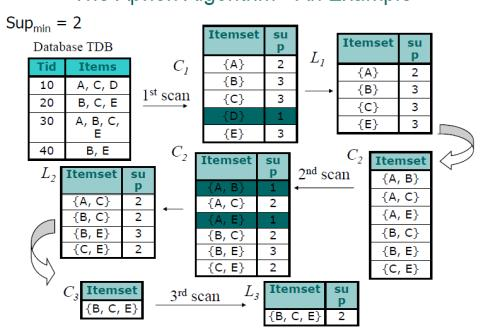 The Apriori Algorithm—An Example
Sup min = 2
Database TDB
Tid Items
10 A, C, D
20 B, C, E
30 A, B, C, E
40 B, E
1st scan
C1
Itemset sup
{A} 2
{B} 3
{C} 3
{D} 1
{E} 3
L1
Itemset sup
{A} 2
{B} 3
{C} 3
{E} 3
C2
Itemset
{A, B}
{A, C}
{A, E}
{B, C}
{B, E}
{C, E}
2nd scan
C2
Itemset sup
{A, B} 1
{A, C} 2
{A, E} 1
{B, C} 2
{B, E} 3
{C, E} 2
L2
Itemset sup
{A, C} 2
{B, C} 2
{B, E} 3
{C, E} 2
C3
Itemset
{B, C, E}
3rd scan
L3
Itemset sup
{B, C, E} 2